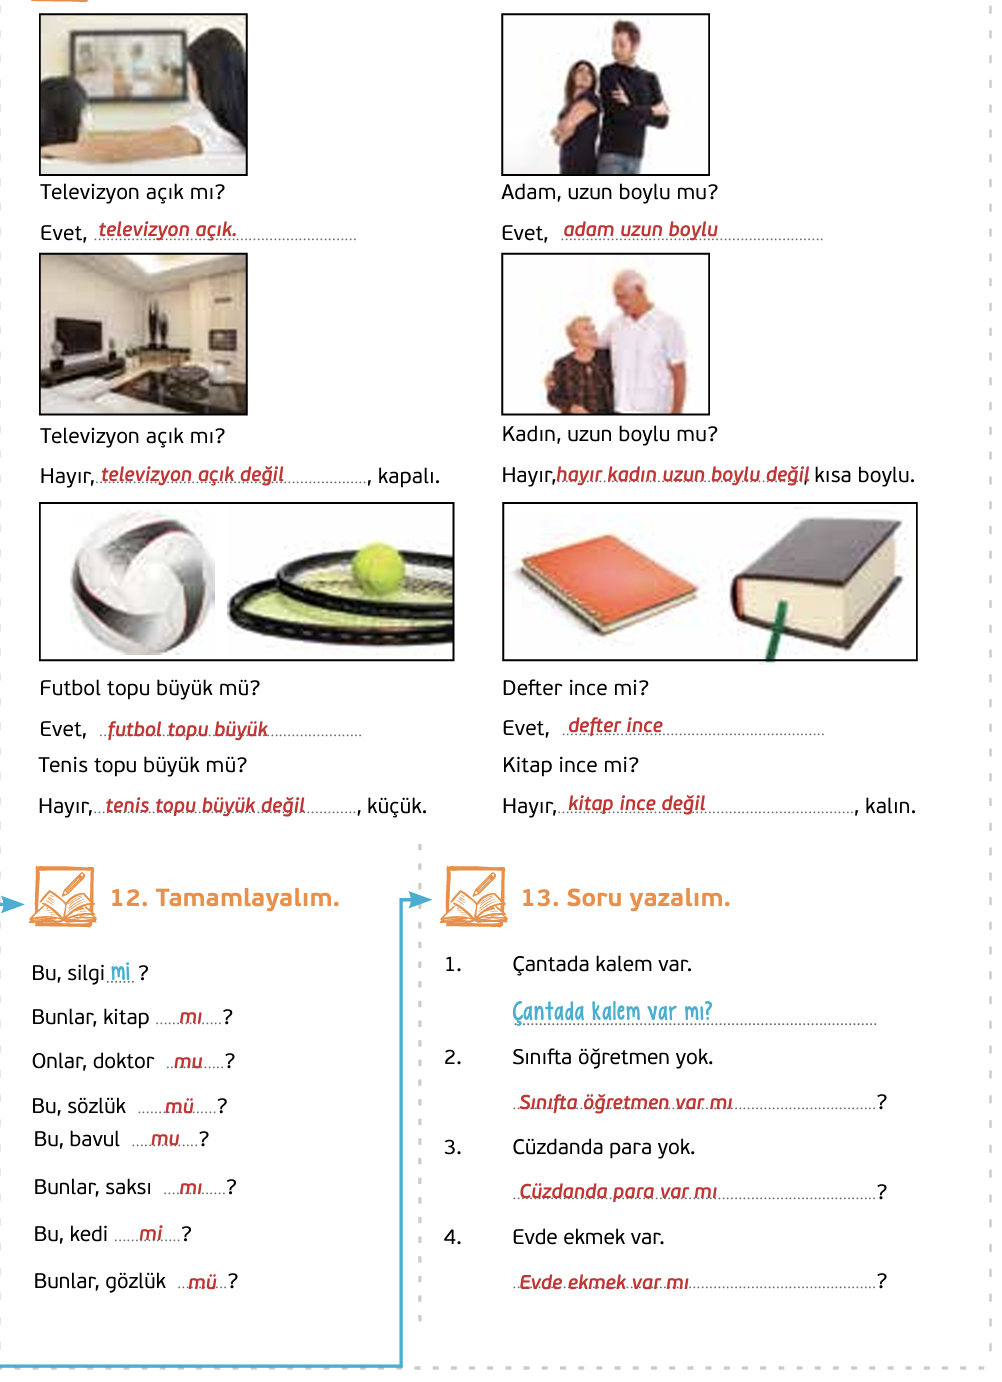 Televizyon açık mı?
Evet, televizyon açık.
Adam, uzun boylu mu?
Evet, adam uzun boylu
Televizyon açık mı?
Hayır, televizyon açık değil, kapalı.
Kadın, uzun boylu mu?
Hayır,hayır kadın uzun boylu değil, kısa boylu.
Futbol topu büyük mü?
Evet, futbol topu büyük
Tenis topu büyük mü?
Hayır, tenis topu büyük değil, küçük.
Defter ince mi?
Evet, defter ince
Kitap ince mi?
Hayır, kitap ince değil, kalın.
12. Tamamlayalım.
Bu, silgi mi ?
Bunlar, kitap mı ?
Onlar, doktor mu ?
Bu, sözlük mü ?
Bu, bavul mu ?
Bunlar, saksı mı ?
Bu, kedi mi ?
Bunlar, gözlük mü ?
13. Soru yazalım.
1. Çantada kalem var.
Çantada kalem var mı?
2. Sınıfta öğretmen yok.
Sınıfta öğretmen var mı ?
3. Cüzdanda para yok.
Cüzdanda para var mı ?
4. Evde ekmek var.
Evde ekmek var mı ?